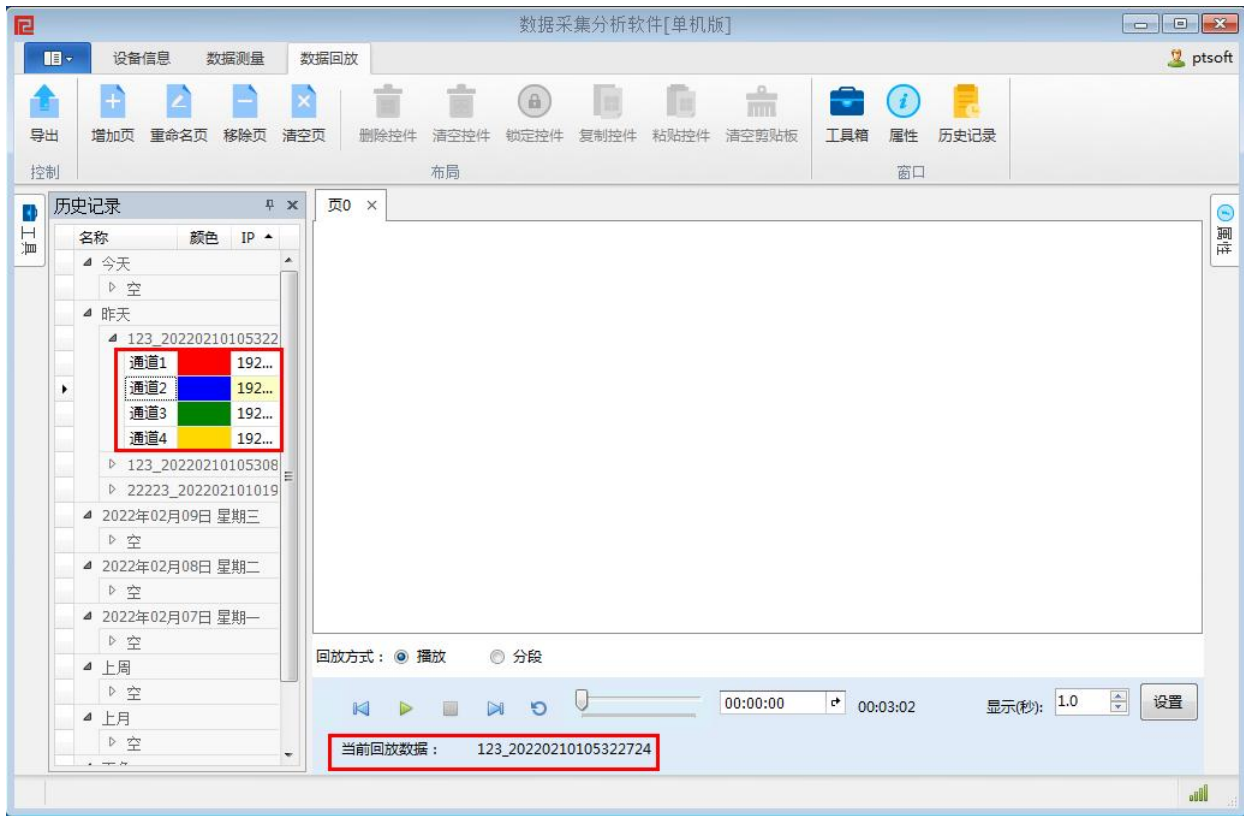 数据采集分析软件[单机版]
设备信息 数据测量 数据回放 ptsoft
导出 增加页 重命名页 移除页 清空页 删除控件 清空控件 锁定控件 复制控件 粘贴控件 清空剪贴板 工具箱 属性 历史记录
控制 布局 窗口
工具
历史记录
页0
属性
名称 颜色 IP
今天
空
昨天
123_20220210105322
通道1 192...
通道2 192...
通道3 192...
通道4 192...
123_20220210105308
22223_202202101019
2022年02月09日 星期三
空
2022年02月08日 星期二
空
2022年02月07日 星期一
空
上周
空
上月
空
回放方式： 播放 分段
00:00:00 00:03:02 显示(秒): 1.0 设置
当前回放数据： 123_20220210105322724